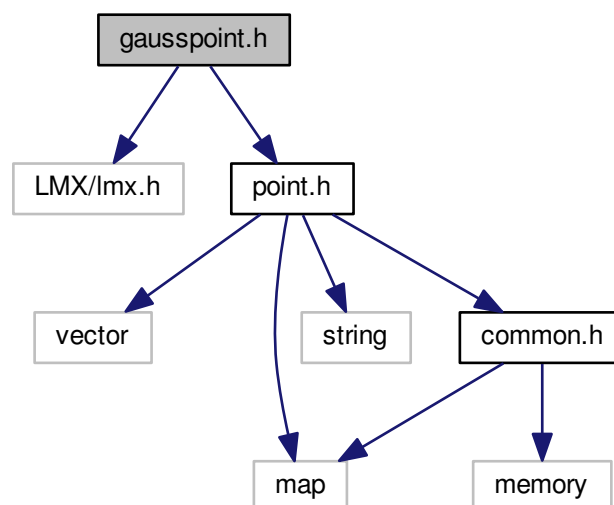 gausspoint.h
LMX/lmx.h
point.h
vector
string
common.h
map
memory